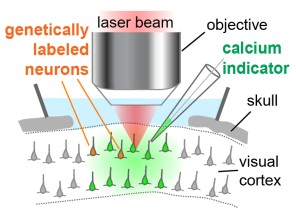 laser beam
objective
genetically
labeled
neurons
calcium
indicator
skull
visual
cortex